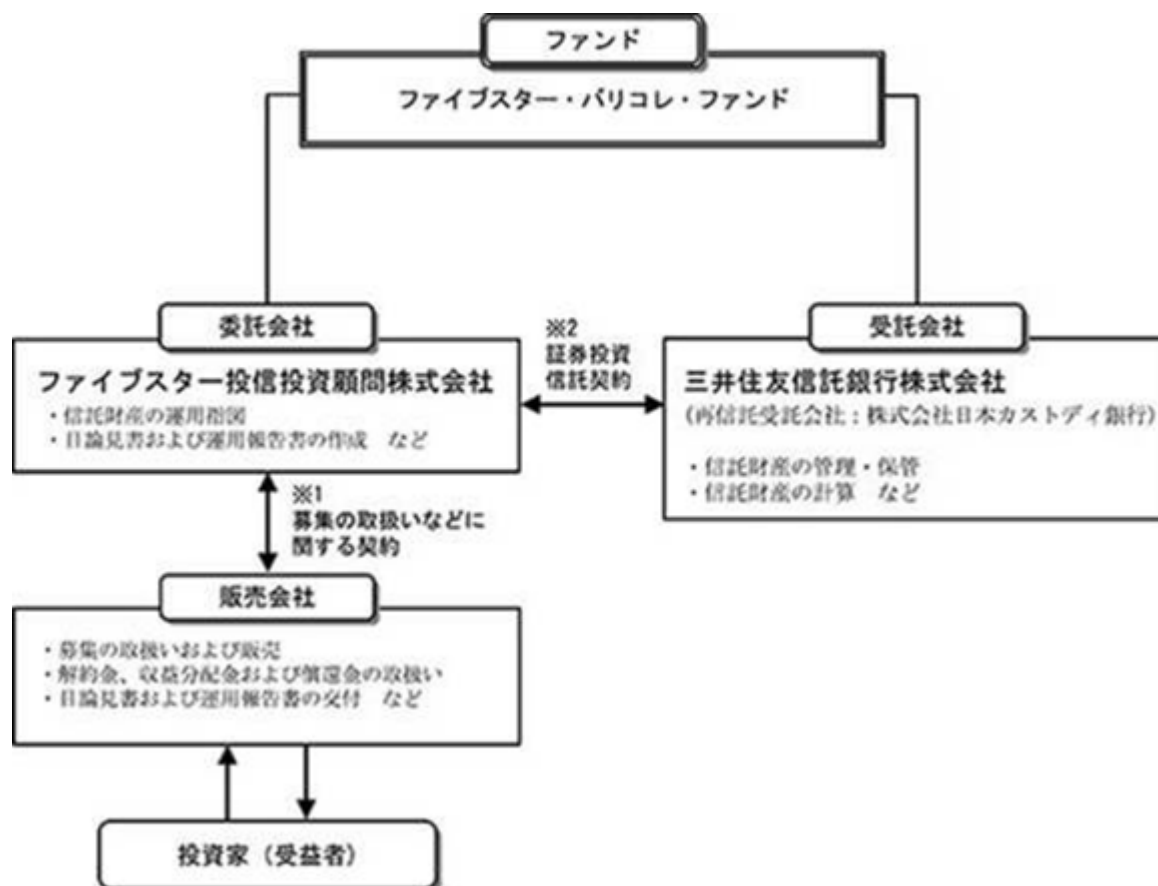 ファンド
ファイブスター・バリコレ・ファンド
委託会社
ファイブスター投信投資顧問株式会社
・信託財産の運用指図
・目論見書および運用報告書の作成 など
※2
証券投資
信託契約
受託会社
三井住友信託銀行株式会社
(再信託受託会社:株式会社日本カストディ銀行)
・信託財産の管理・保管
・信託財産の計算 など
※1
募集の取扱いなどに
関する契約
販売会社
・募集の取扱いおよび販売
・解約金、収益分配金および償還金の取扱い
・目論見書および運用報告書の交付 など
投資家(受益者)